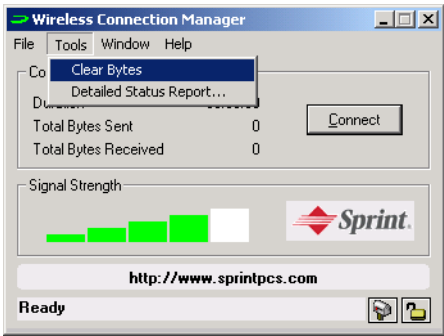 Wireless Connection Manager
File Tools Window Help
Clear Bytes
Detailed Status Report...
Total Bytes Sent 0
Total Bytes Received 0
Connect
Signal Strength
Sprint.
http://www.sprintpcs.com
Ready